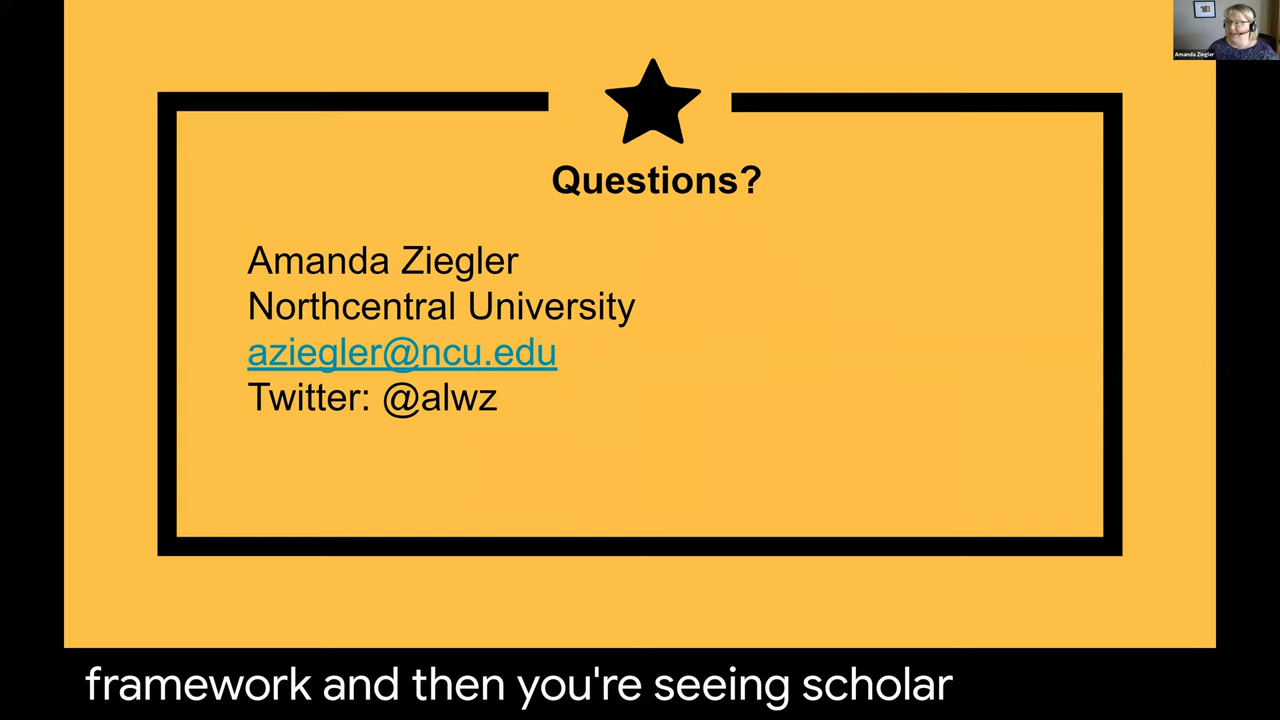 Amanda Ziegler
Questions?
Amanda Ziegler
Northcentral University
aziegler@ncu.edu
Twitter: @alwz
framework and then you're seeing scholar